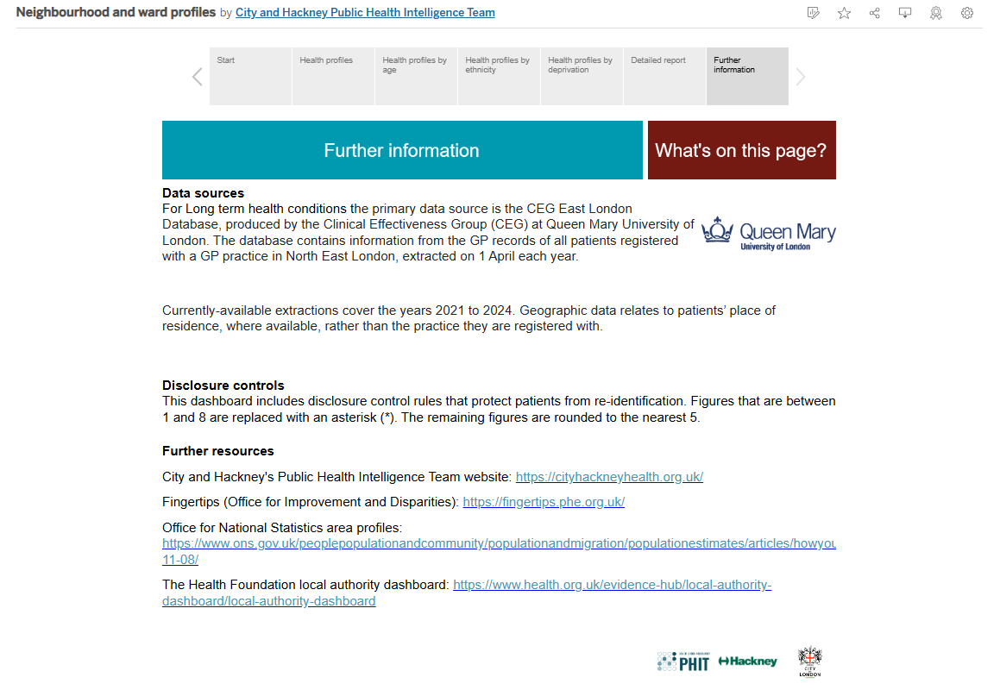 Neighbourhood and ward profiles by City and Hackney Public Health Intelligence Team
Start
Health profiles
Health profiles by
age
Health profiles by
ethnicity
Health profiles by
deprivation
Detailed report
Further
information
Further information
What's on this page?
Data sources
For Long term health conditions the primary data source is the CEG East London
Database, produced by the Clinical Effectiveness Group (CEG) at Queen Mary University of
London. The database contains information from the GP records of all patients registered
with a GP practice in North East London, extracted on 1 April each year.
Queen Mary
University of London
Currently-available extractions cover the years 2021 to 2024. Geographic data relates to patients' place of
residence, where available, rather than the practice they are registered with.
Disclosure controls
This dashboard includes disclosure control rules that protect patients from re-identification. Figures that are between
1 and 8 are replaced with an asterisk (*). The remaining figures are rounded to the nearest 5.
Further resources
City and Hackney's Public Health Intelligence Team website: https://cityhackneyhealth.org.uk/
Fingertips (Office for Improvement and Disparities): https://fingertips.phe.org.uk/
Office for National Statistics area profiles:
https://www.ons.gov.uk/peoplepopulationandcommunity/populationandmigration/populationestimates/articles/howyou
11-08/
The Health Foundation local authority dashboard: https://www.health.org.uk/evidence-hub/local-authority-
dashboard/local-authority-dashboard
PHIT
Hackney
CITY
LONDON